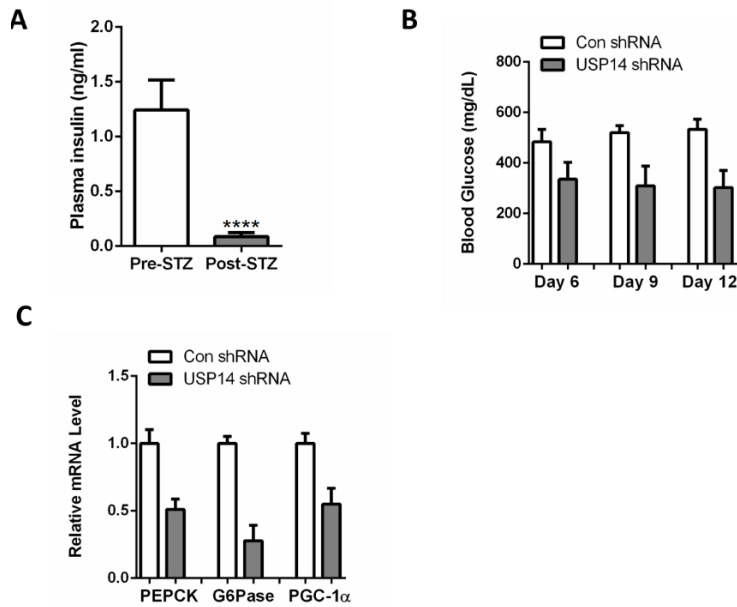 A
Plasma insulin (ng/ml)
2.0
1.5
1.0
0.5
0.0
****
Pre-STZ Post-STZ
B
Con shRNA
USP14 shRNA
Blood Glucose (mg/dL)
800
600
400
200
0
Day 6 Day 9 Day 12
C
Con shRNA
USP14 shRNA
Relative mRNA Level
1.5
1.0
0.5
0.0
PEPCK G6Pase PGC-1α